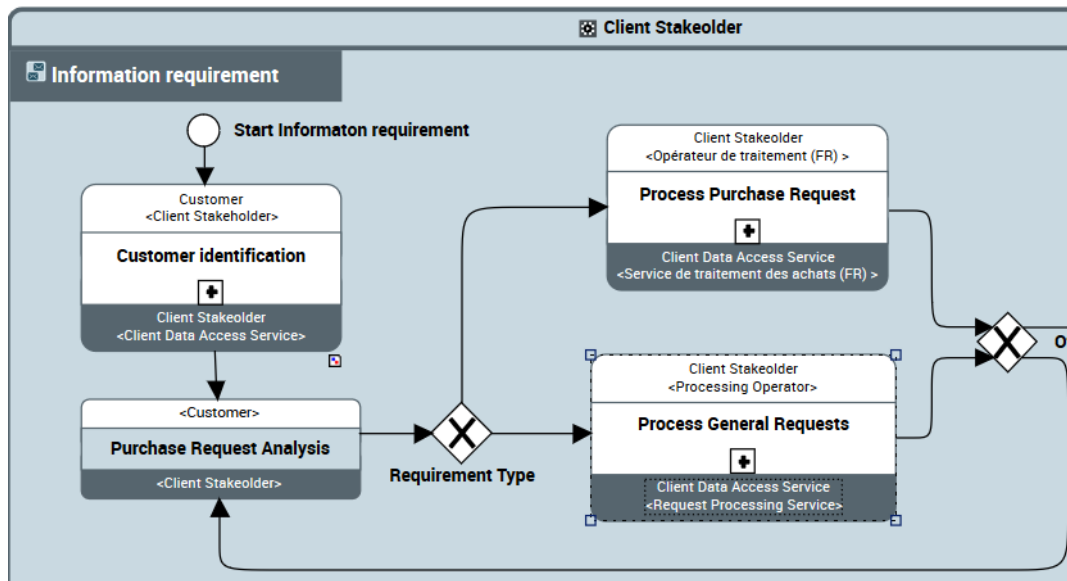 Client Stakeolder
Information requirement
Start Informaton requirement
Customer
<Client Stakeholder>
Customer identification
Client Stakeolder
<Client Data Access Service>
<Customer>
Purchase Request Analysis
<Client Stakeolder>
Requirement Type
Client Stakeolder
<Opérateur de traitement (FR) >
Process Purchase Request
Client Data Access Service
<Service de traitement des achats (FR) >
Client Stakeolder
<Processing Operator>
Process General Requests
Client Data Access Service
<Request Processing Service>